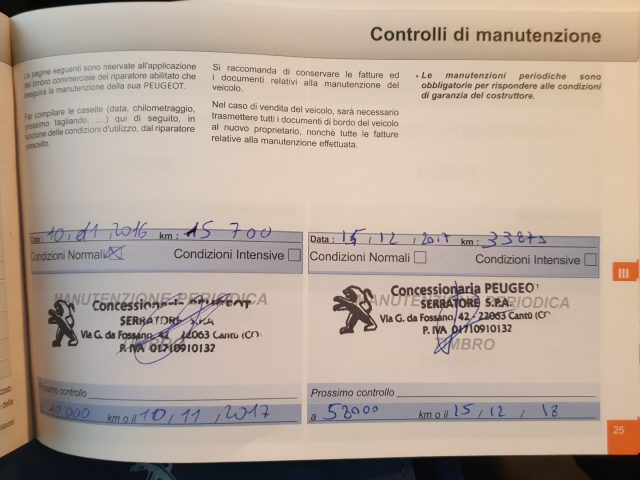 Controlli di manutenzione
Le pagine seguenti sono riservate all'applicazione
del timbro commerciale del riparatore abilitato che
eseguirà la manutenzione della sua PEUGEOT.
Far compilare le caselle (data, chilometraggio,
prossimo tagliando, ....) qui di seguito, in
funzione delle condizioni d'utilizzo, dal riparatore
prescelto.
Si raccomanda di conservare le fatture ed
i documenti relativi alla manutenzione del
veicolo.
Nel caso di vendita del veicolo, sarà necessario
trasmettere tutti i documenti di bordo del veicolo
al nuovo proprietario, nonchè tutte le fatture
relative alla manutenzione effettuata.
Le manutenzioni periodiche sono
obbligatorie per rispondere alle condizioni
di garanzia del costruttore.
Data : 10, 11, 2016 km : 15 700
Condizioni Normali Condizioni Intensive
MANUTENZIONE PERIODICA
Concessionaria PEUGEOT
SERRATORE S.P.A.
Via G. da Fossano, 42 - 22063 Cantù (CO)
P. IVA 01710910132
TIMBRO
Prossimo controllo
km o il 10, 11, 2017
Data : 15, 12, 2017 km :
Condizioni Normali Condizioni Intensive
MANUTENZIONE PERIODICA
Concessionaria PEUGEOT
SERRATORE S.P.A.
Via G. da Fossano, 42 - 22063 Cantù (CO)
P. IVA 01710910132
TIMBRO
Prossimo controllo
a 58000 km o il 15, 12, 18
III
25